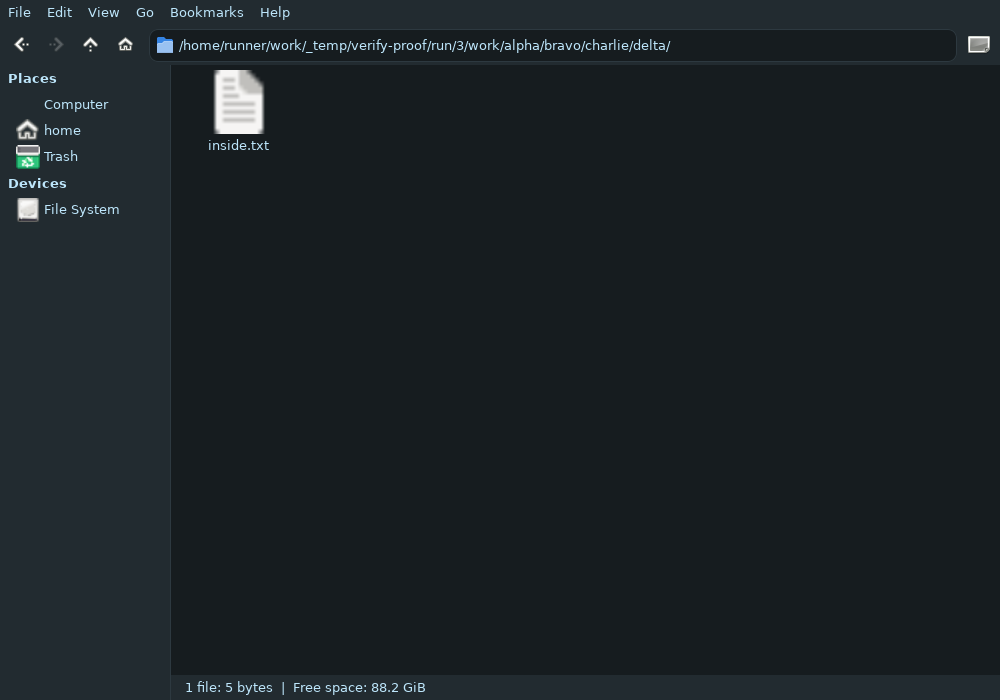 File Edit View Go Bookmarks Help
/home/runner/work/_temp/verify-proof/run/3/work/alpha/bravo/charlie/delta/
Places
Computer
home
Trash
Devices
File System
inside.txt
1 file: 5 bytes | Free space: 88.2 GiB